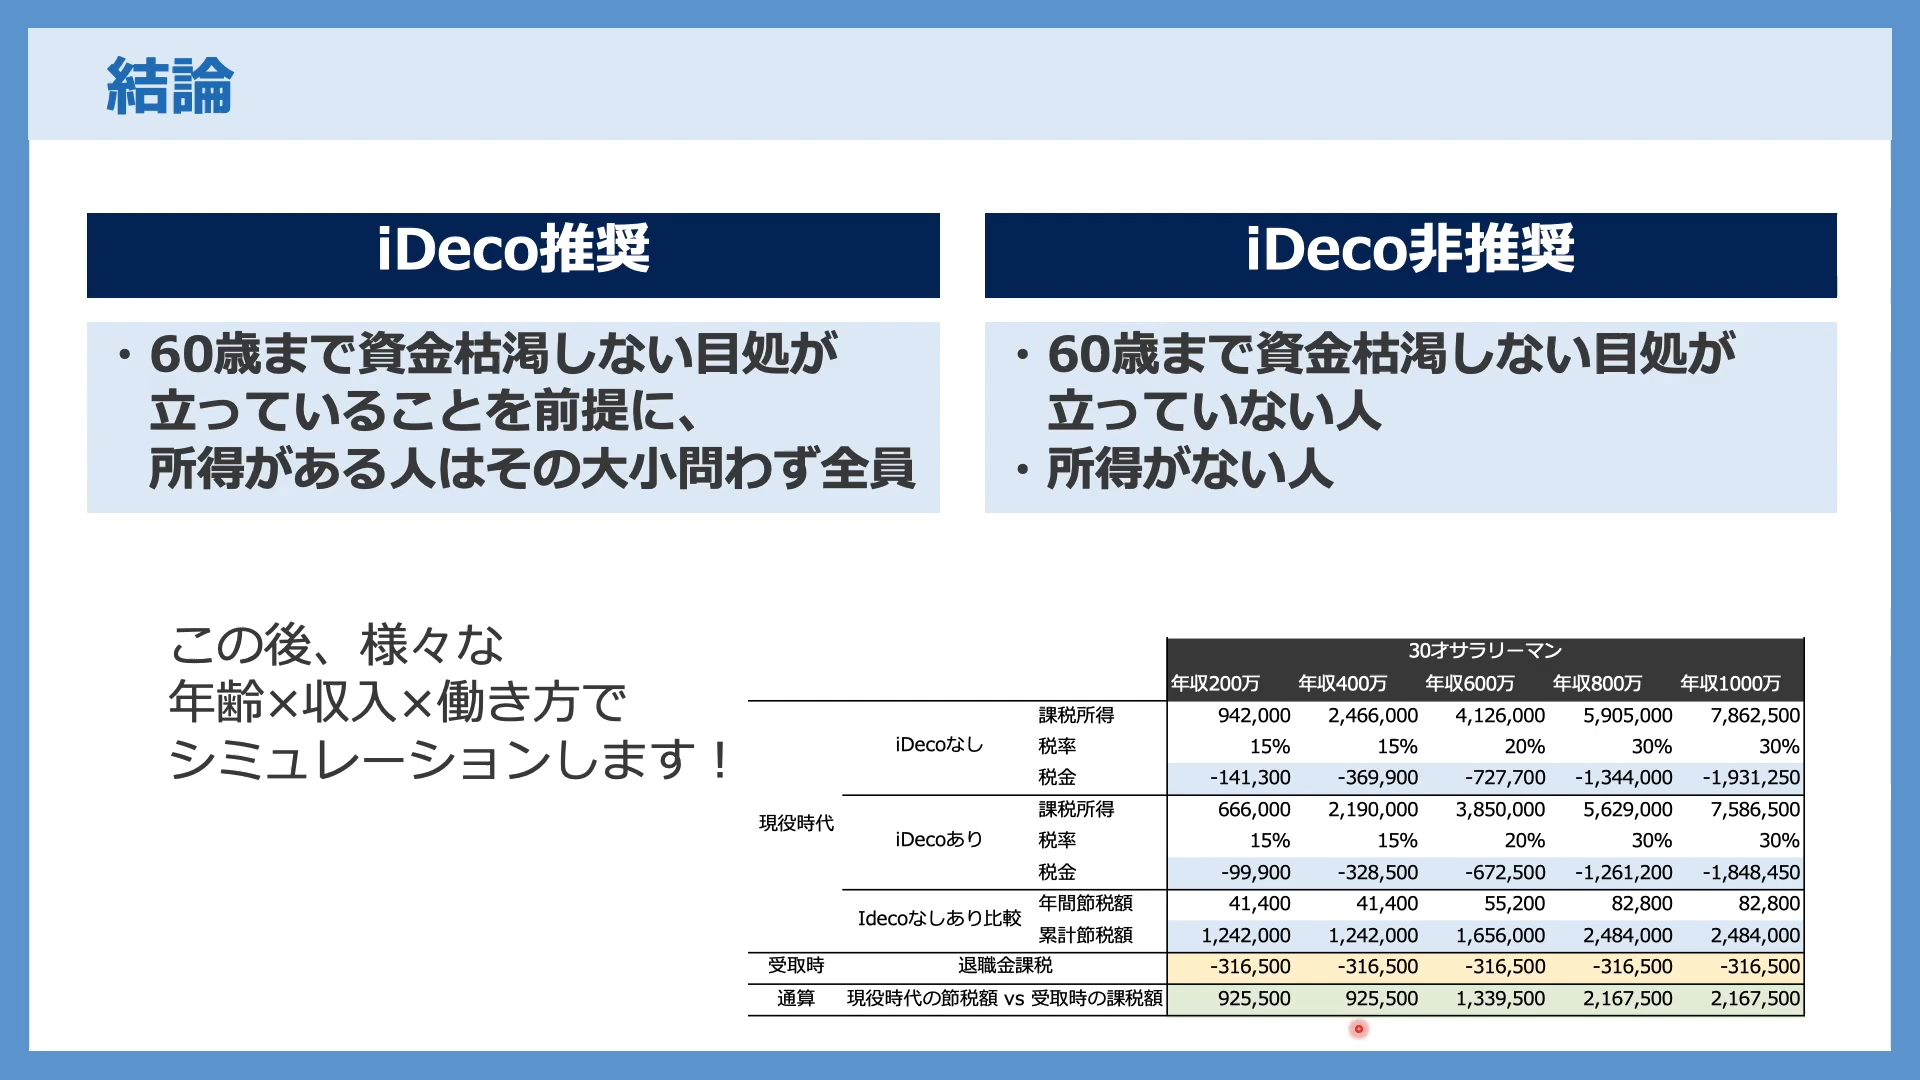 結論
iDeco推奨
・60歳まで資金枯渇しない目処が
立っていることを前提に、
所得がある人はその大小問わず全員
iDeco非推奨
・60歳まで資金枯渇しない目処が
立っていない人
・所得がない人
この後、様々な
年齢×収入×働き方で
シミュレーションします！
30才サラリーマン
年収200万 年収400万 年収600万 年収800万 年収1000万
現役時代
iDecoなし
課税所得 942,000 2,466,000 4,126,000 5,905,000 7,862,500
税率 15% 15% 20% 30% 30%
税金 -141,300 -369,900 -727,700 -1,344,000 -1,931,250
iDecoあり
課税所得 666,000 2,190,000 3,850,000 5,629,000 7,586,500
税率 15% 15% 20% 30% 30%
税金 -99,900 -328,500 -672,500 -1,261,200 -1,848,450
Idecoなしあり比較
年間節税額 41,400 41,400 55,200 82,800 82,800
累計節税額 1,242,000 1,242,000 1,656,000 2,484,000 2,484,000
受取時 退職金課税 -316,500 -316,500 -316,500 -316,500 -316,500
通算 現役時代の節税額 vs 受取時の課税額 925,500 925,500 1,339,500 2,167,500 2,167,500